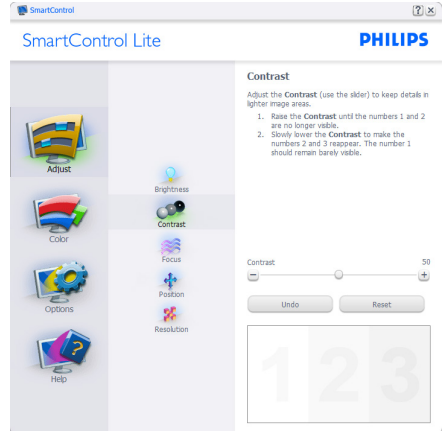 SmartControl
SmartControl Lite
PHILIPS
Adjust
Color
Options
Help
Brightness
Contrast
Focus
Position
Resolution
Contrast
Adjust the Contrast (use the slider) to keep details in
lighter image areas.
1. Raise the Contrast until the numbers 1 and 2
are no longer visible.
2. Slowly lower the Contrast to make the
numbers 2 and 3 reappear. The number 1
should remain barely visible.
Contrast 50
Undo Reset
1 2 3